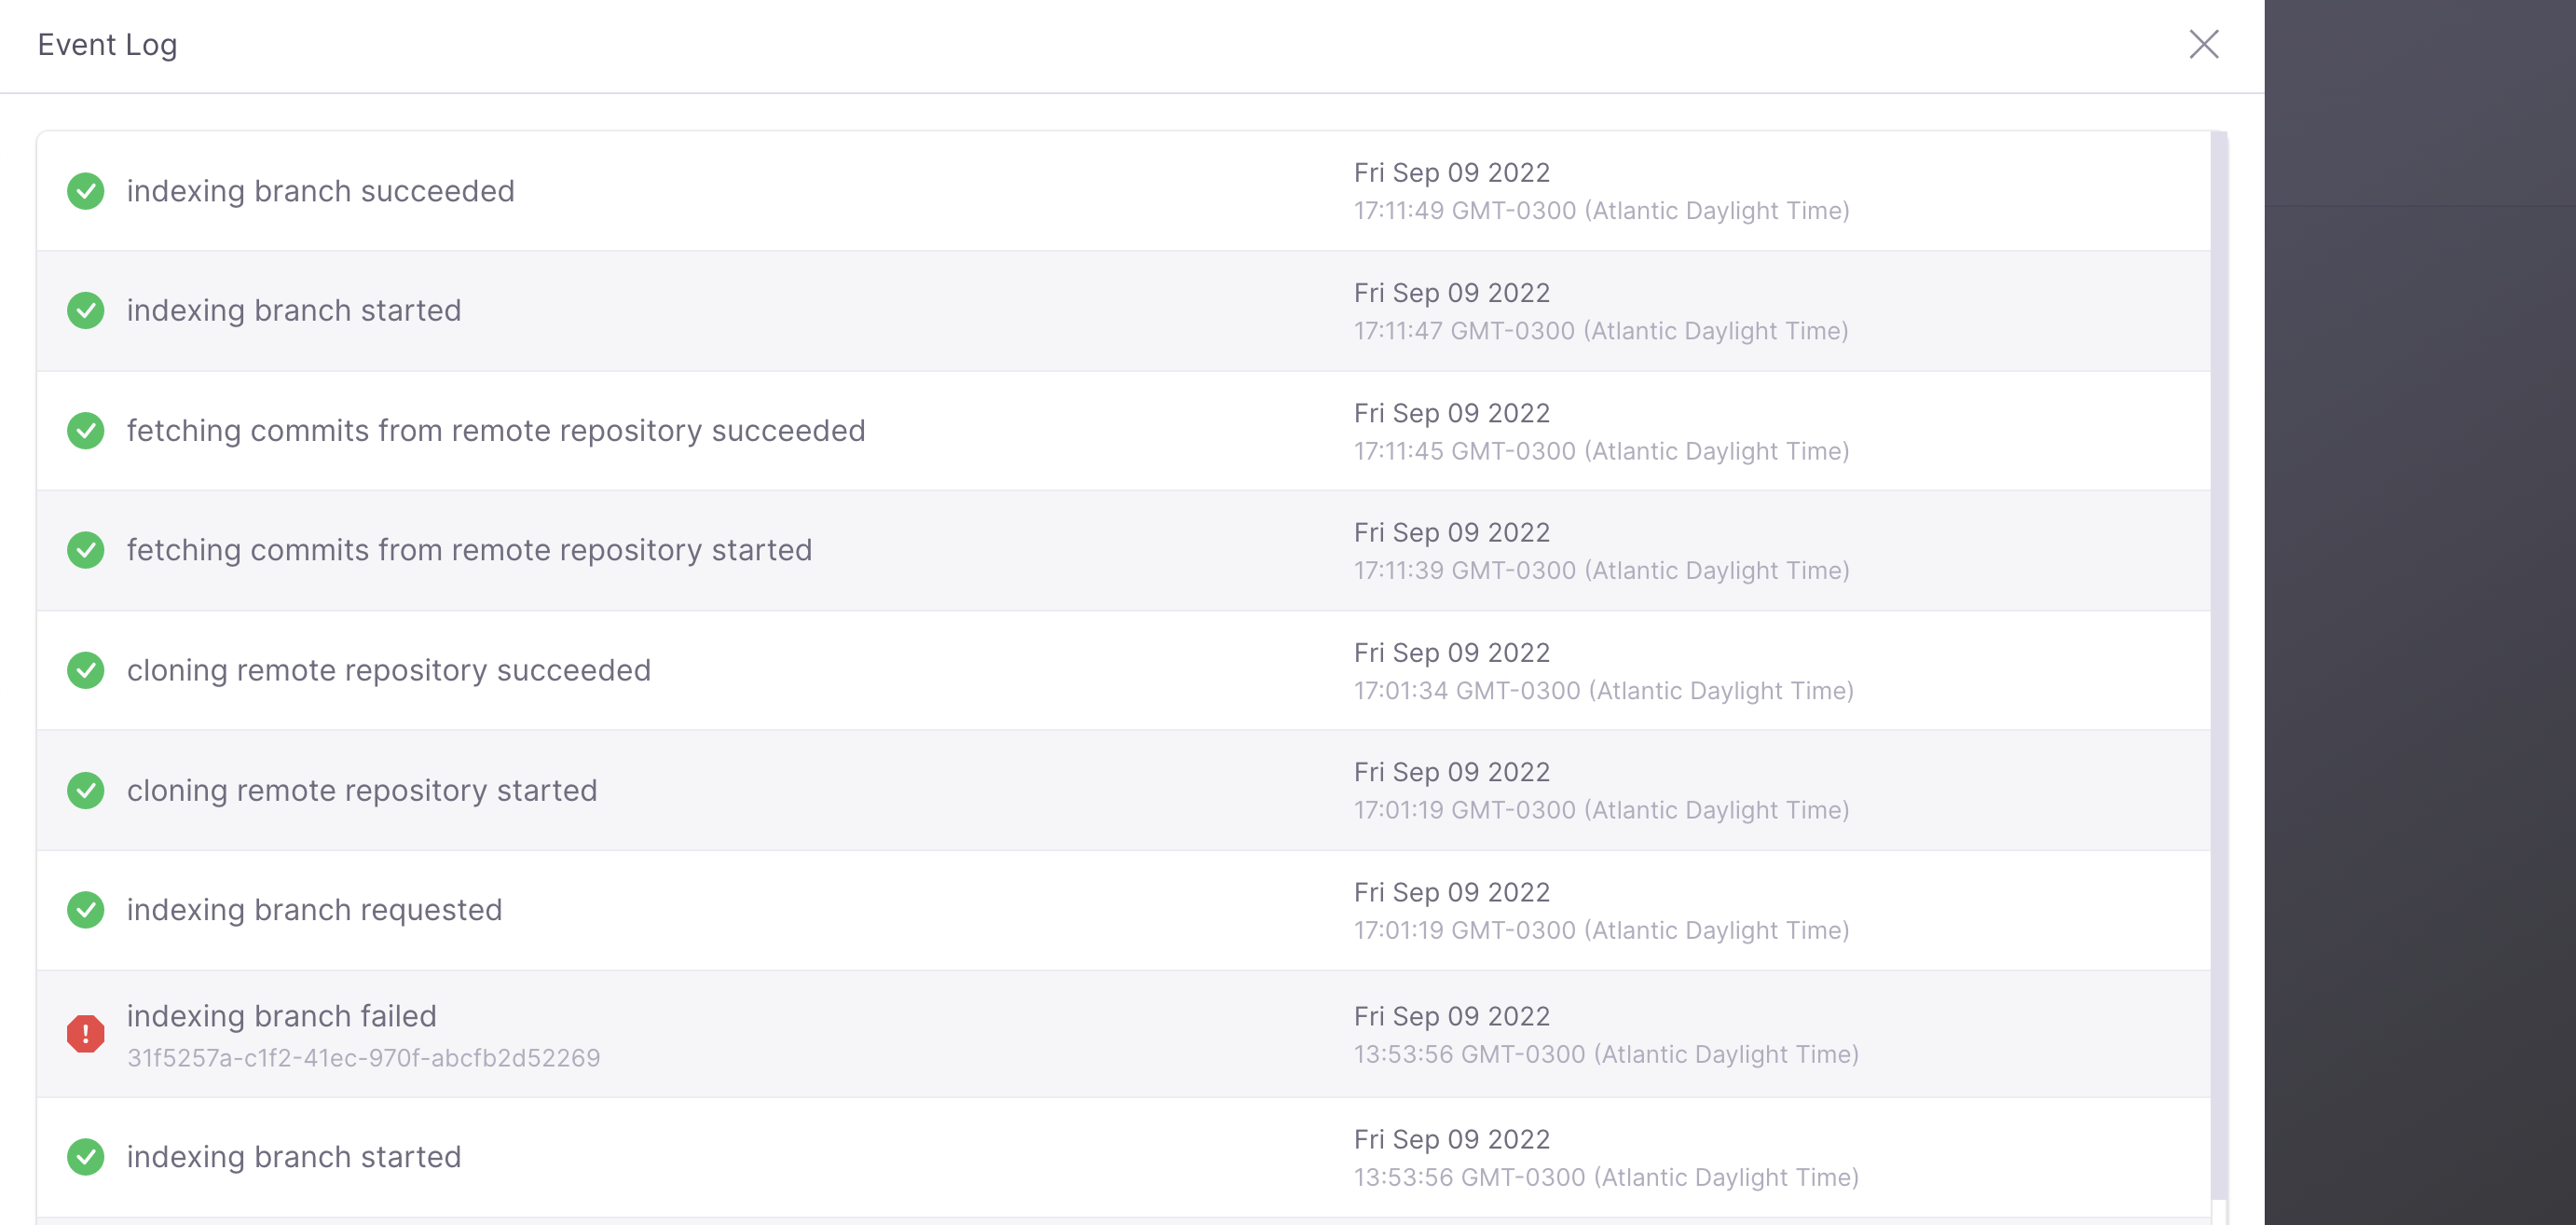 Event Log
indexing branch succeeded
Fri Sep 09 2022
17:11:49 GMT-0300 (Atlantic Daylight Time)
indexing branch started
Fri Sep 09 2022
17:11:47 GMT-0300 (Atlantic Daylight Time)
fetching commits from remote repository succeeded
Fri Sep 09 2022
17:11:45 GMT-0300 (Atlantic Daylight Time)
fetching commits from remote repository started
Fri Sep 09 2022
17:11:39 GMT-0300 (Atlantic Daylight Time)
cloning remote repository succeeded
Fri Sep 09 2022
17:01:34 GMT-0300 (Atlantic Daylight Time)
cloning remote repository started
Fri Sep 09 2022
17:01:19 GMT-0300 (Atlantic Daylight Time)
indexing branch requested
Fri Sep 09 2022
17:01:19 GMT-0300 (Atlantic Daylight Time)
indexing branch failed
31f5257a-c1f2-41ec-970f-abcfb2d52269
Fri Sep 09 2022
13:53:56 GMT-0300 (Atlantic Daylight Time)
indexing branch started
Fri Sep 09 2022
13:53:56 GMT-0300 (Atlantic Daylight Time)